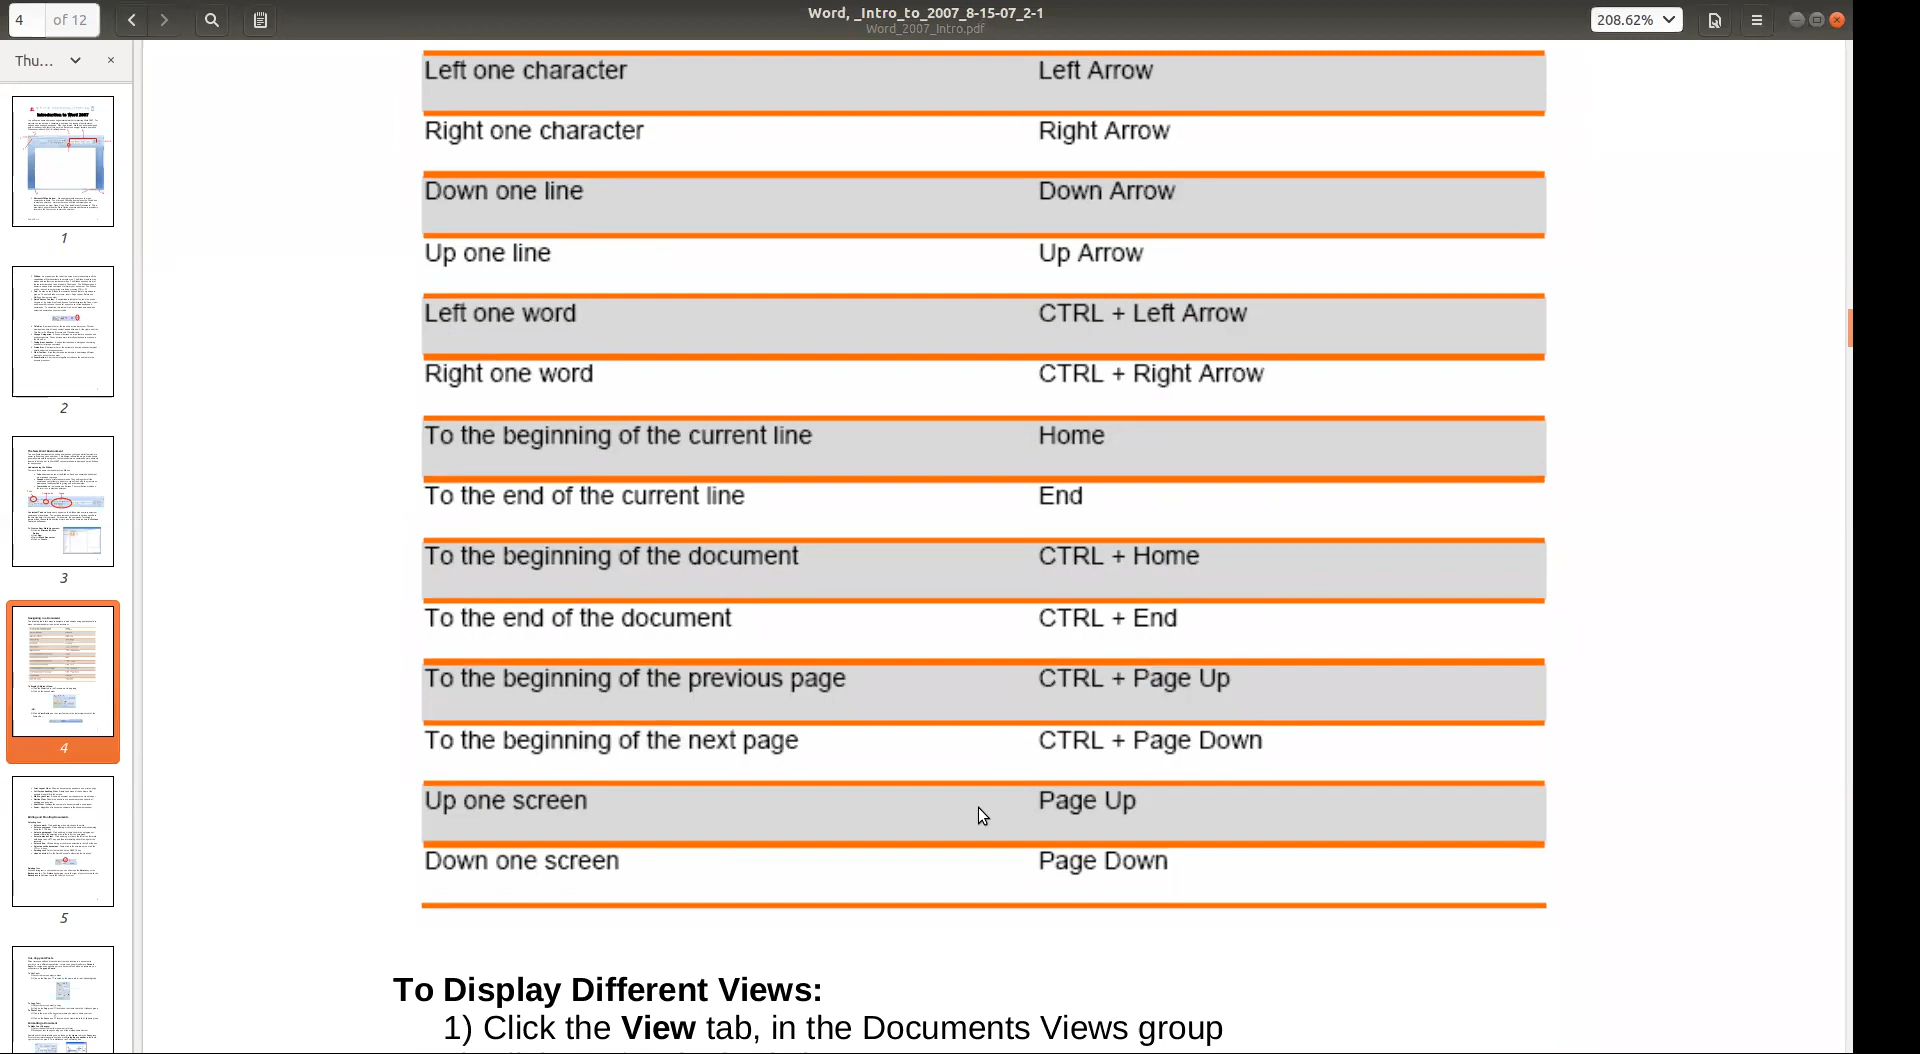 4 of 12
Word, _Intro_to_2007_8-15-07_2-1
Word_2007_Intro.pdf
208.62%
Thu...
1
2
3
4
5
Introduction to Word 2007
Left one character Left Arrow
Right one character Right Arrow
Down one line Down Arrow
Up one line Up Arrow
Left one word CTRL + Left Arrow
Right one word CTRL + Right Arrow
To the beginning of the current line Home
To the end of the current line End
To the beginning of the document CTRL + Home
To the end of the document CTRL + End
To the beginning of the previous page CTRL + Page Up
To the beginning of the next page CTRL + Page Down
Up one screen Page Up
Down one screen Page Down
To Display Different Views:
1) Click the View tab, in the Documents Views group